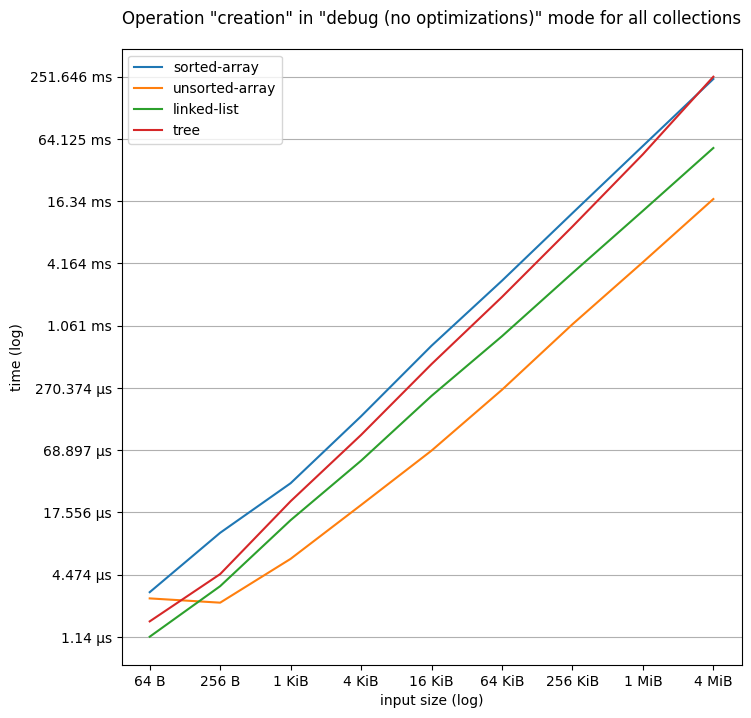 Operation "creation" in "debug (no optimizations)" mode for all collections
sorted-array
unsorted-array
linked-list
tree
time (log)
251.646 ms
64.125 ms
16.34 ms
4.164 ms
1.061 ms
270.374 µs
68.897 µs
17.556 µs
4.474 µs
1.14 µs
64 B 256 B 1 KiB 4 KiB 16 KiB 64 KiB 256 KiB 1 MiB 4 MiB
input size (log)